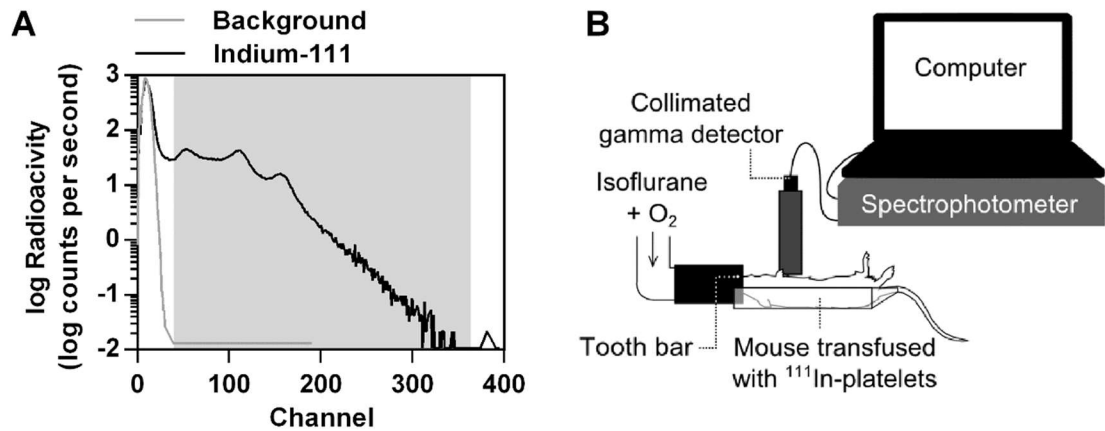 A
Background
Indium-111
log Radioacivity
(log counts per second)
3
2
1
0
-1
-2
0
100
200
300
400
Channel
B
Computer
Collimated
gamma detector
Spectrophotometer
Isoflurane
+ O₂
Tooth bar
Mouse transfused
with ¹¹¹In-platelets